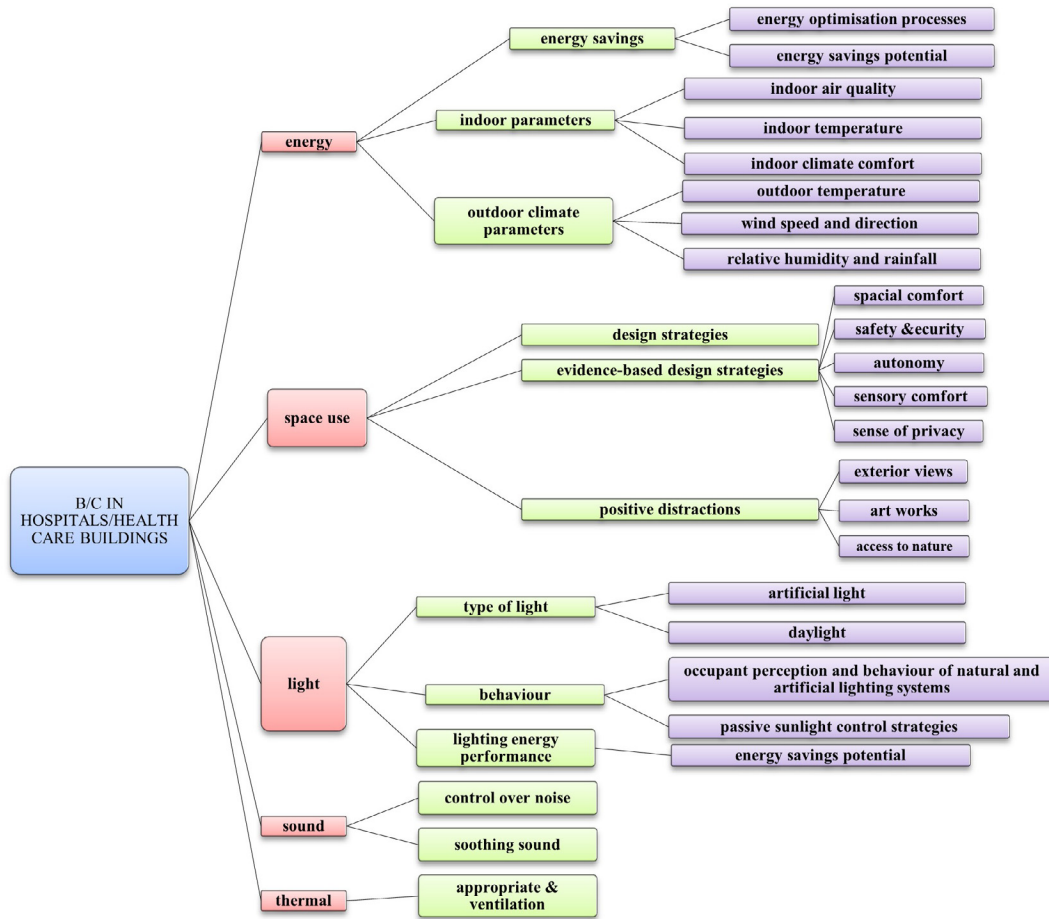 energy optimisation processes
energy savings
energy savings potential
indoor air quality
indoor parameters
indoor temperature
energy
indoor climate comfort
outdoor temperature
outdoor climate
parameters
wind speed and direction
relative humidity and rainfall
spacial comfort
design strategies
safety &ecurity
evidence-based design strategies
autonomy
space use
sensory comfort
sense of privacy
exterior views
positive distractions
art works
access to nature
B/C IN
HOSPITALS/HEALTH
CARE BUILDINGS
type of light
artificial light
daylight
light
behaviour
occupant perception and behaviour of natural and
artificial lighting systems
passive sunlight control strategies
lighting energy
performance
energy savings potential
control over noise
sound
soothing sound
thermal
appropriate &
ventilation